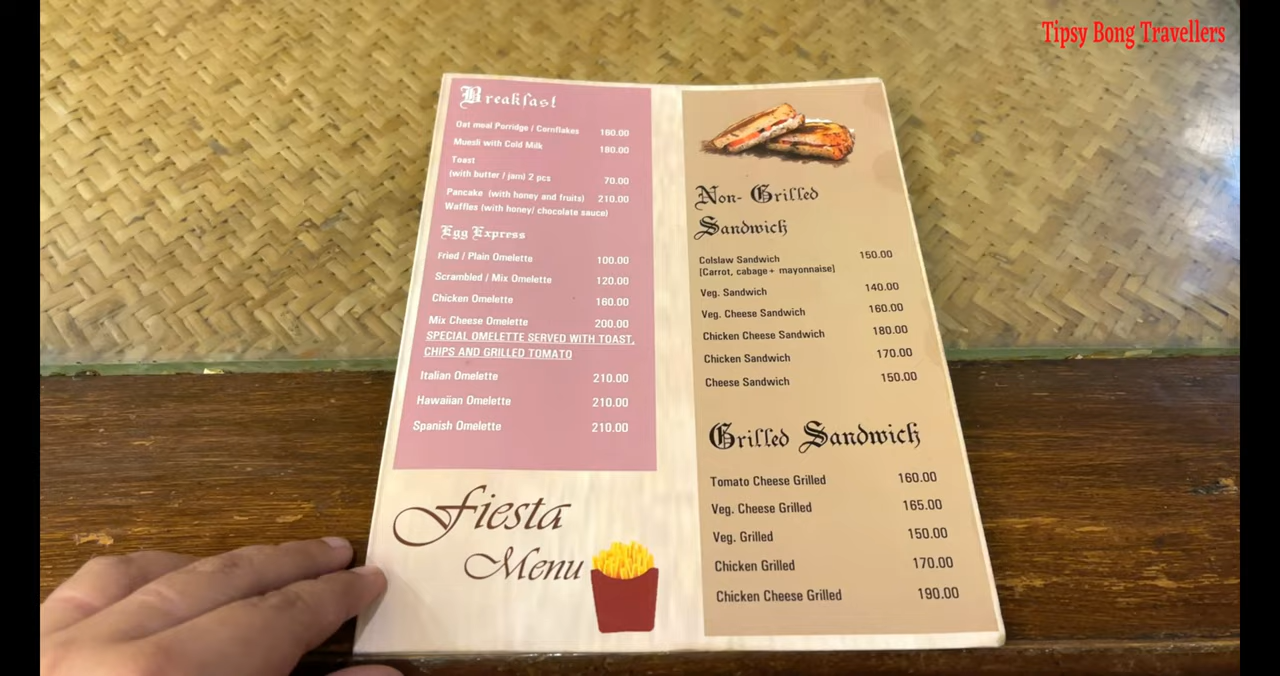 Tipsy Bong Travellers
Breakfast
Oat meal Porridge / Cornflakes 180.00
Muesli with Cold Milk 180.00
Toast
(with butter / jam) 2 pcs 70.00
Pancake (with honey and fruits) 210.00
Waffles (with honey/ chocolate sauce)
Egg Express
Fried / Plain Omelette 100.00
Scrambled / Mix Omelette 120.00
Chicken Omelette 160.00
Mix Cheese Omelette 200.00
SPECIAL OMELETTE SERVED WITH TOAST,
CHIPS AND GRILLED TOMATO
Italian Omelette 210.00
Hawaiian Omelette 210.00
Spanish Omelette 210.00
Fiesta
Menu
Non- Grilled
Sandwich
Colslaw Sandwich 150.00
[Carrot, cabage+ mayonnaise]
Veg. Sandwich 140.00
Veg. Cheese Sandwich 160.00
Chicken Cheese Sandwich 180.00
Chicken Sandwich 170.00
Cheese Sandwich 150.00
Grilled Sandwich
Tomato Cheese Grilled 160.00
Veg. Cheese Grilled 165.00
Veg. Grilled 150.00
Chicken Grilled 170.00
Chicken Cheese Grilled 190.00